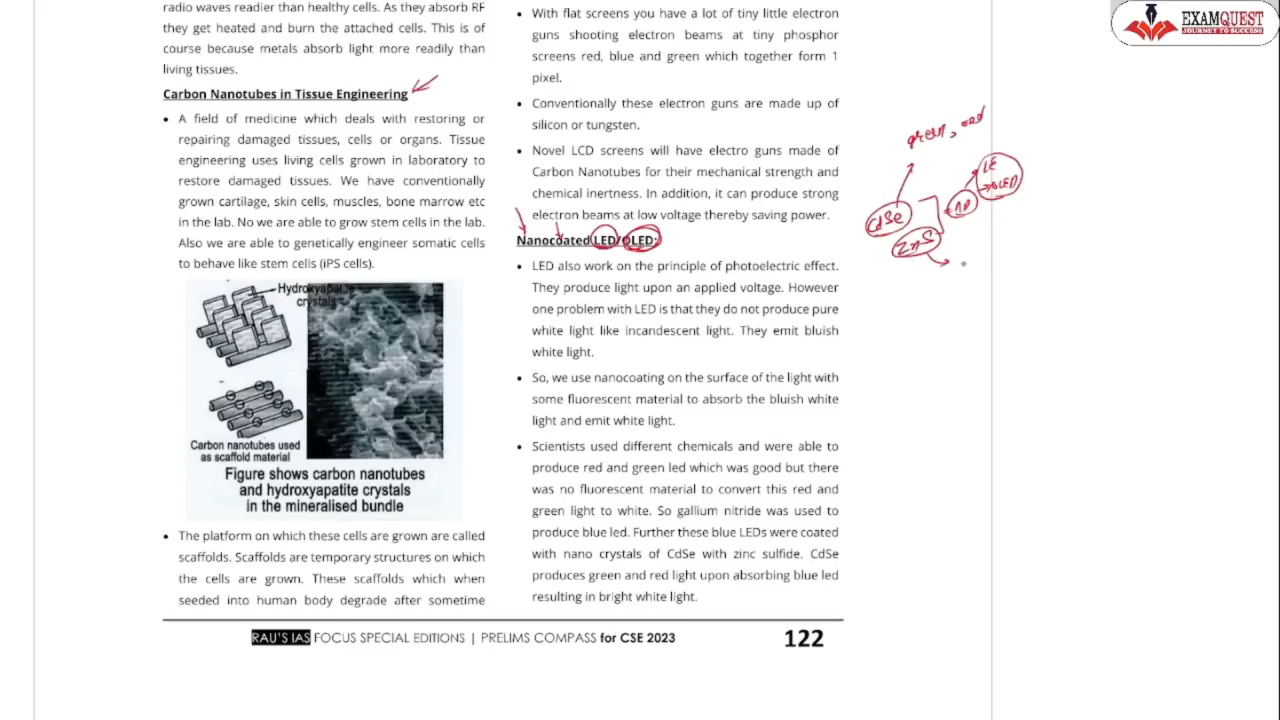 radio waves readier than healthy cells. As they absorb RF
they get heated and burn the attached cells. This is of
course because metals absorb light more readily than
living tissues.
Carbon Nanotubes in Tissue Engineering
• A field of medicine which deals with restoring or
repairing damaged tissues, cells or organs. Tissue
engineering uses living cells grown in laboratory to
restore damaged tissues. We have conventionally
grown cartilage, skin cells, muscles, bone marrow etc
in the lab. No we are able to grow stem cells in the lab.
Also we are able to genetically engineer somatic cells
to behave like stem cells (iPS cells).
Hydroxyapatite
crystals
Carbon nanotubes used
as scaffold material
Figure shows carbon nanotubes
and hydroxyapatite crystals
in the mineralised bundle
• The platform on which these cells are grown are called
scaffolds. Scaffolds are temporary structures on which
the cells are grown. These scaffolds which when
seeded into human body degrade after sometime
• With flat screens you have a lot of tiny little electron
guns shooting electron beams at tiny phosphor
screens red, blue and green which together form 1
pixel.
• Conventionally these electron guns are made up of
silicon or tungsten.
• Novel LCD screens will have electro guns made of
Carbon Nanotubes for their mechanical strength and
chemical inertness. In addition, it can produce strong
electron beams at low voltage thereby saving power.
Nanocoated LED/QLED:
• LED also work on the principle of photoelectric effect.
They produce light upon an applied voltage. However
one problem with LED is that they do not produce pure
white light like incandescent light. They emit bluish
white light.
• So, we use nanocoating on the surface of the light with
some fluorescent material to absorb the bluish white
light and emit white light.
• Scientists used different chemicals and were able to
produce red and green led which was good but there
was no fluorescent material to convert this red and
green light to white. So gallium nitride was used to
produce blue led. Further these blue LEDs were coated
with nano crystals of CdSe with zinc sulfide. CdSe
produces green and red light upon absorbing blue led
resulting in bright white light.
RAU'S IAS FOCUS SPECIAL EDITIONS | PRELIMS COMPASS for CSE 2023 122
EXAMQUEST
JOURNEY TO SUCCESS
green, red
CdSe
ZnS